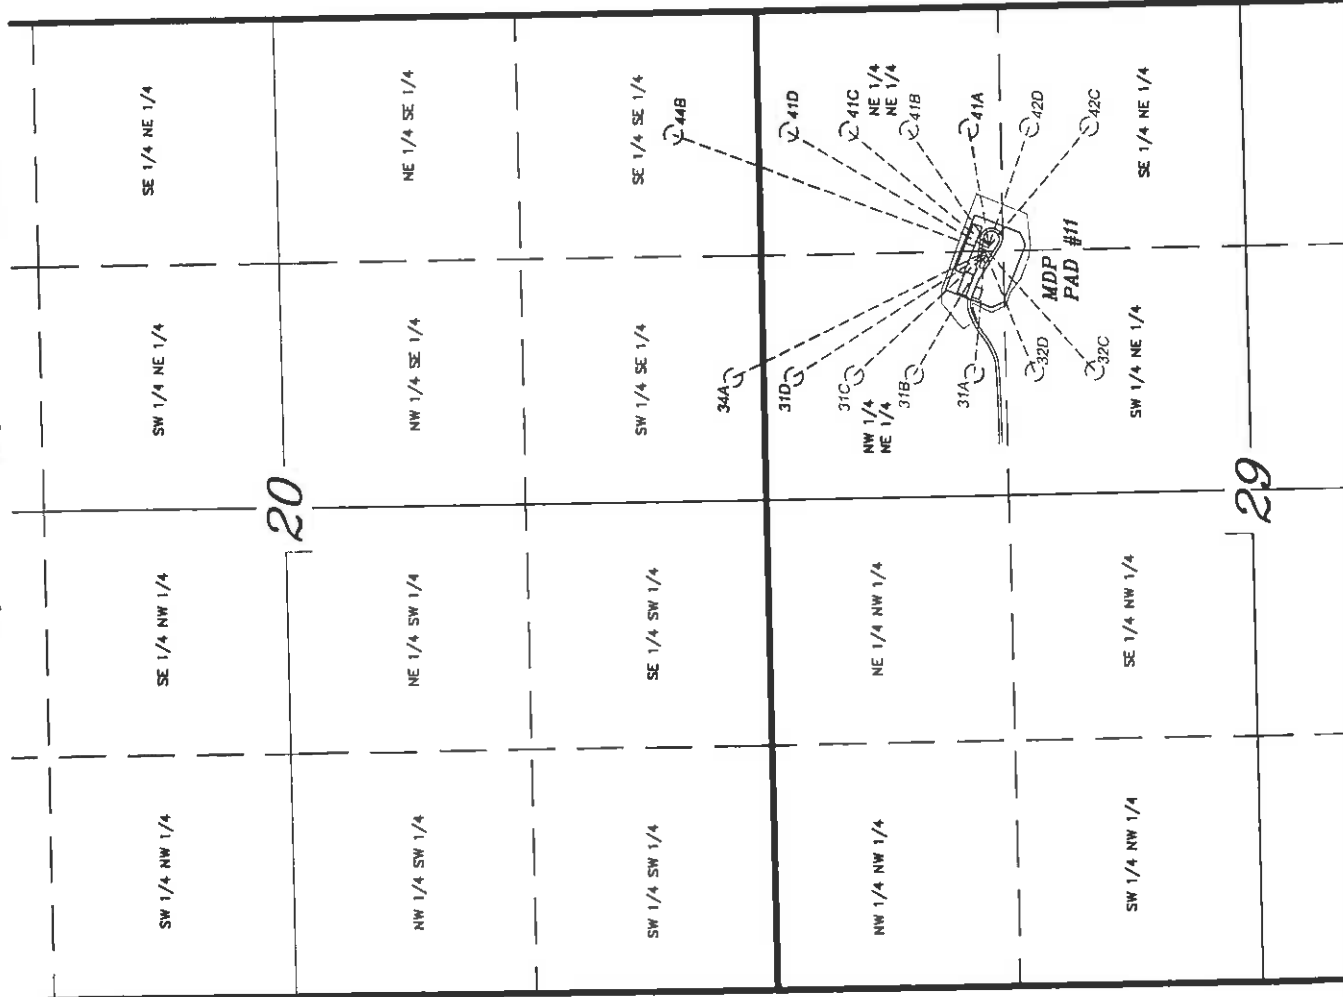 SW 1/4 NW 1/4
SE 1/4 NW 1/4
SW 1/4 NE 1/4
SE 1/4 NE 1/4
20
NW 1/4 SW 1/4
NE 1/4 SW 1/4
NW 1/4 SE 1/4
NE 1/4 SE 1/4
SW 1/4 SW 1/4
SE 1/4 SW 1/4
SW 1/4 SE 1/4
SE 1/4 SE 1/4
44B
34A
31D
41D
31C
41C
NW 1/4 NW 1/4
NE 1/4 NW 1/4
NW 1/4
NE 1/4
NE 1/4
NE 1/4
31B
41B
31A
41A
32D
42D
MDP
PAD #11
32C
42C
SW 1/4 NW 1/4
SE 1/4 NW 1/4
SW 1/4 NE 1/4
SE 1/4 NE 1/4
29